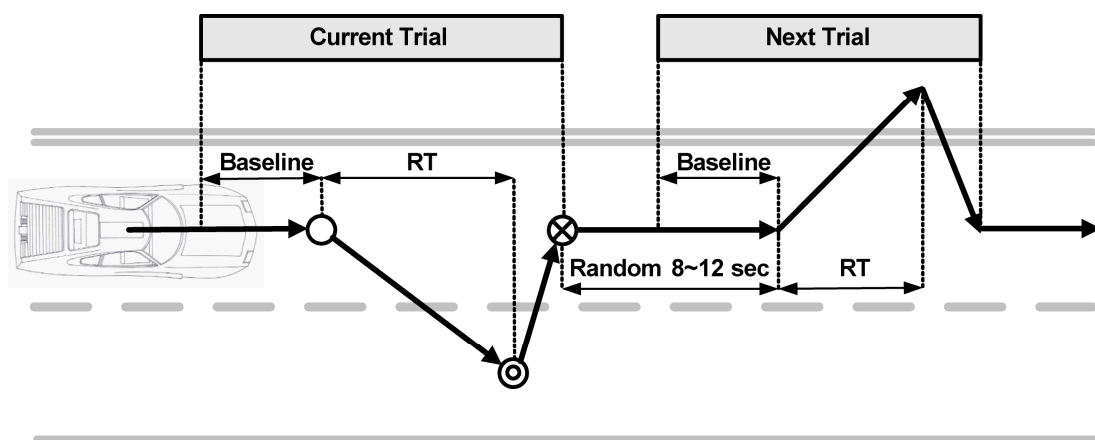 Current Trial
Next Trial
Baseline
RT
Baseline
Random 8~12 sec
RT